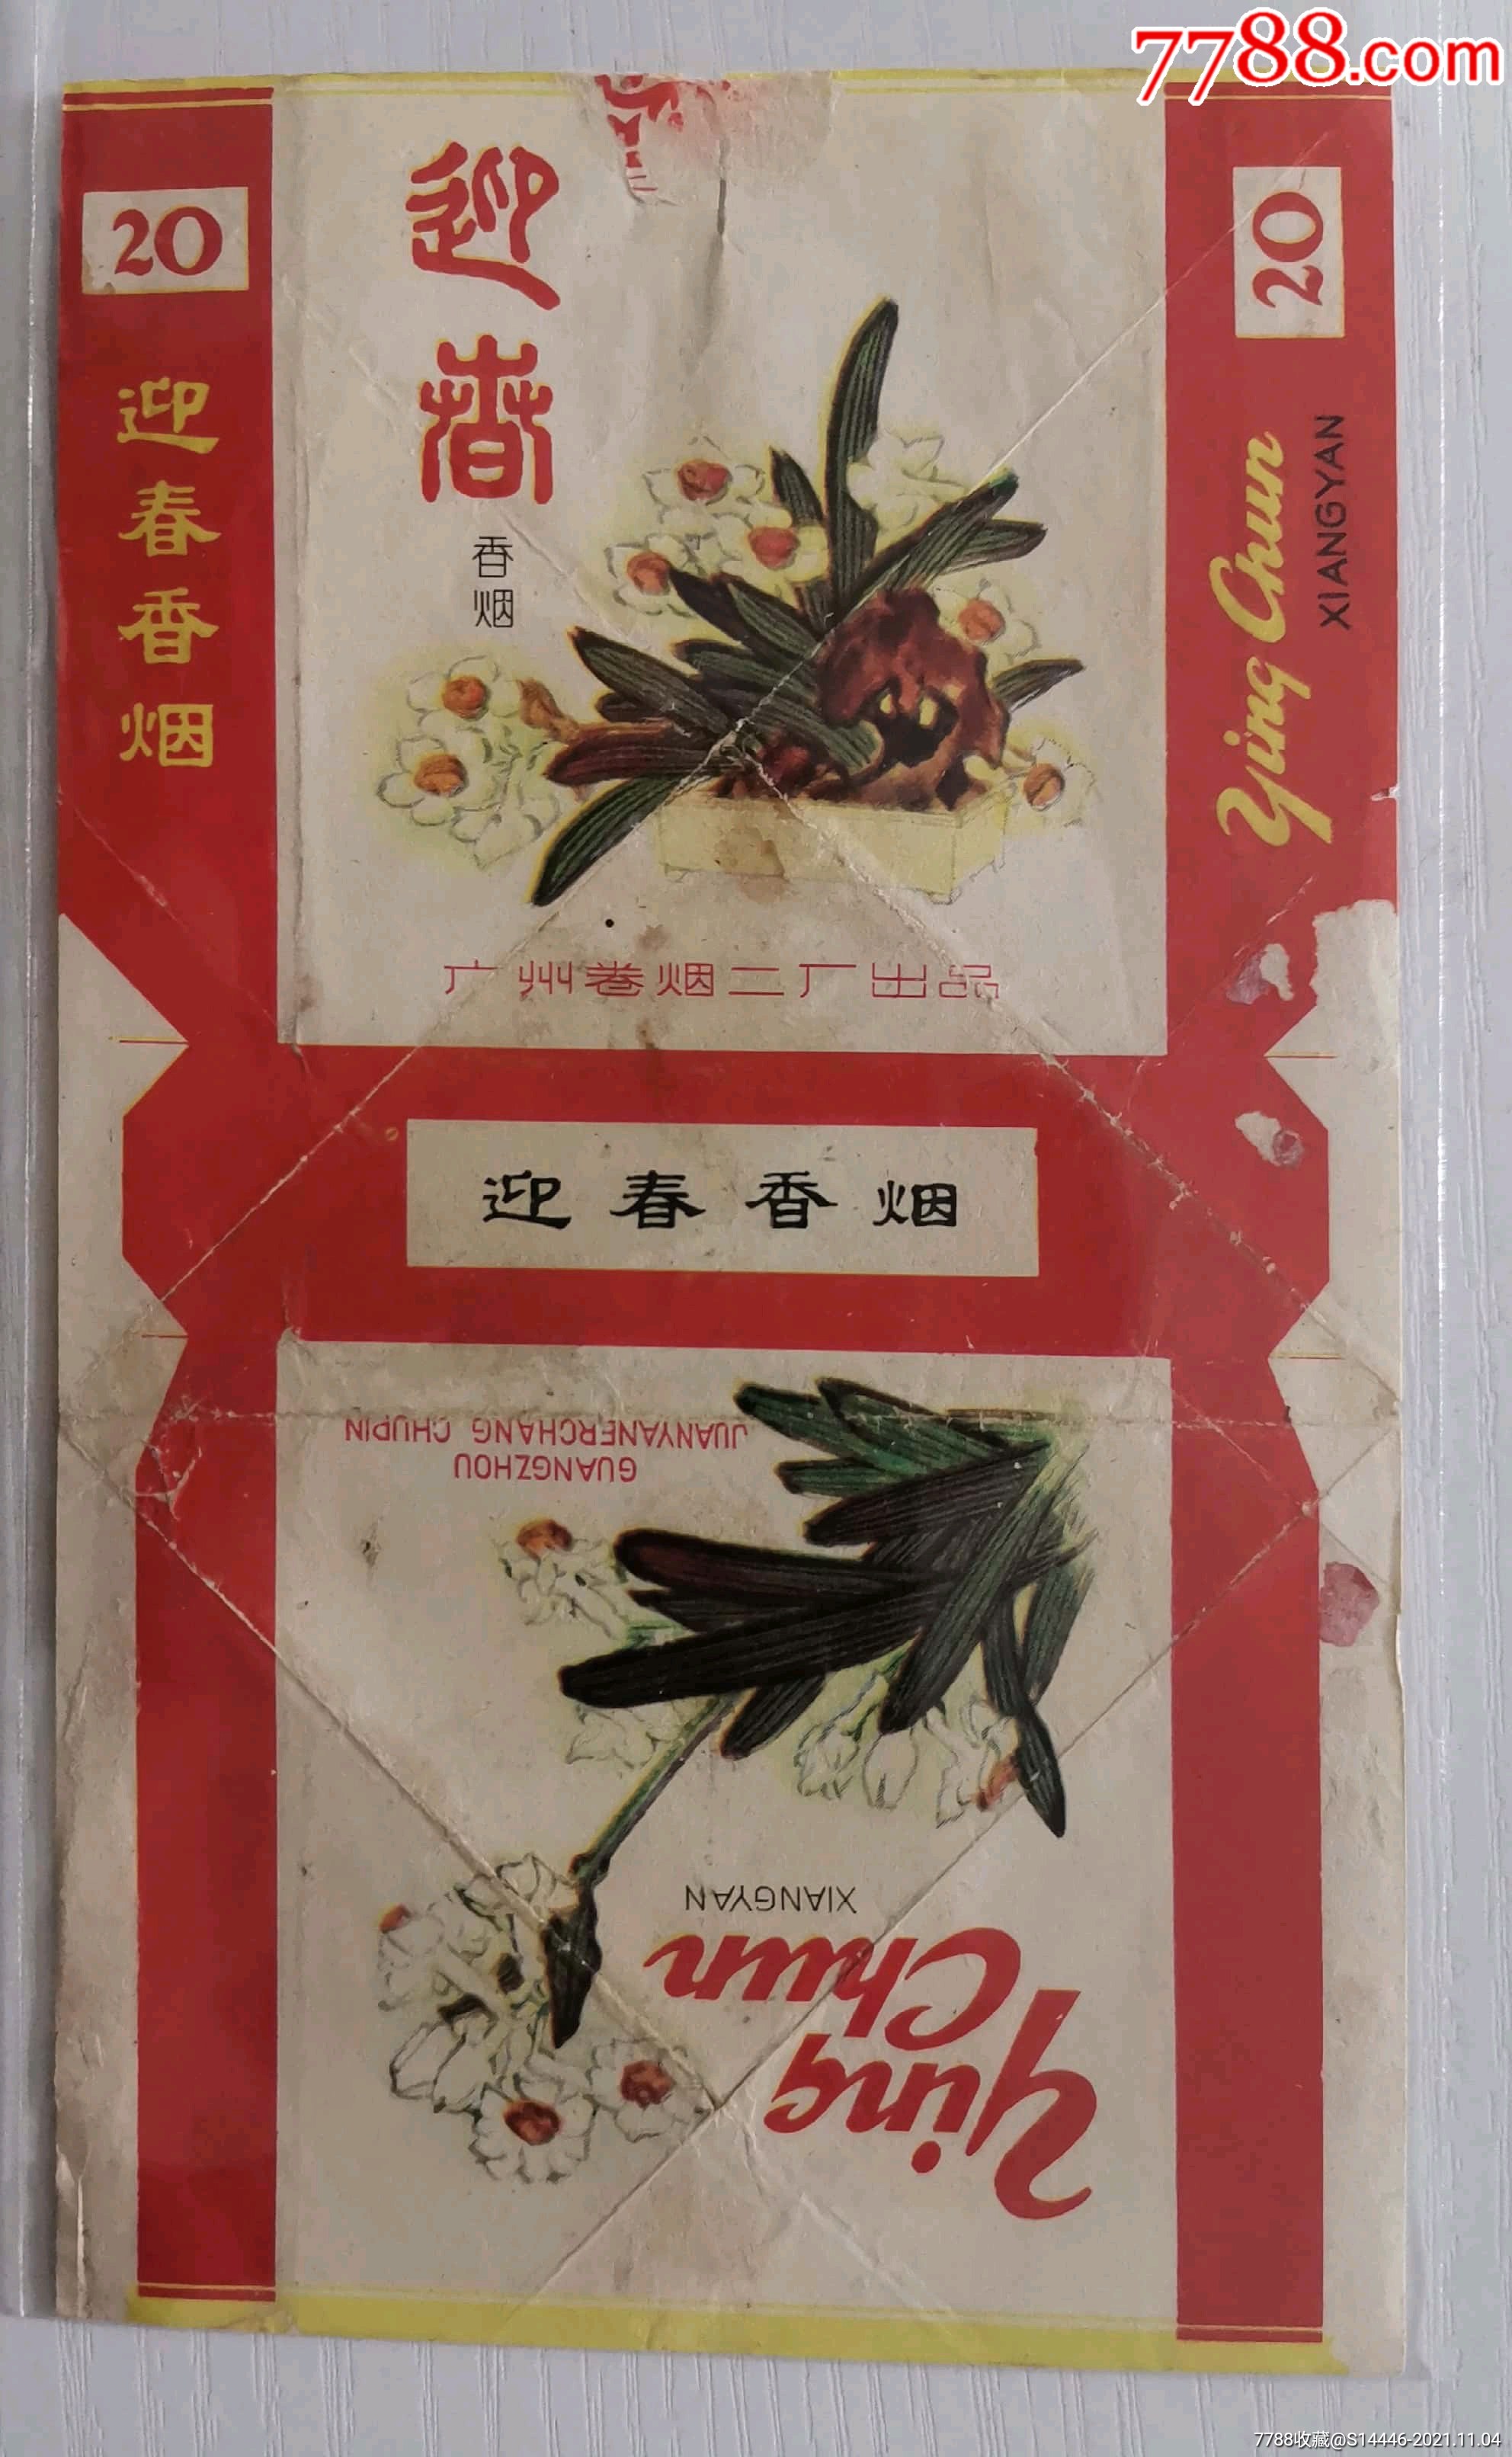 7788.com
20
迎春香烟
迎春
香烟
广州卷烟二厂出品
20
Ying Chun
XIANGYAN
迎春香烟
GUANGZHOU
JUANYANERCHANG CHUPIN
Ying
Chun
XIANGYAN
7788收藏@S14446-2021.11.04